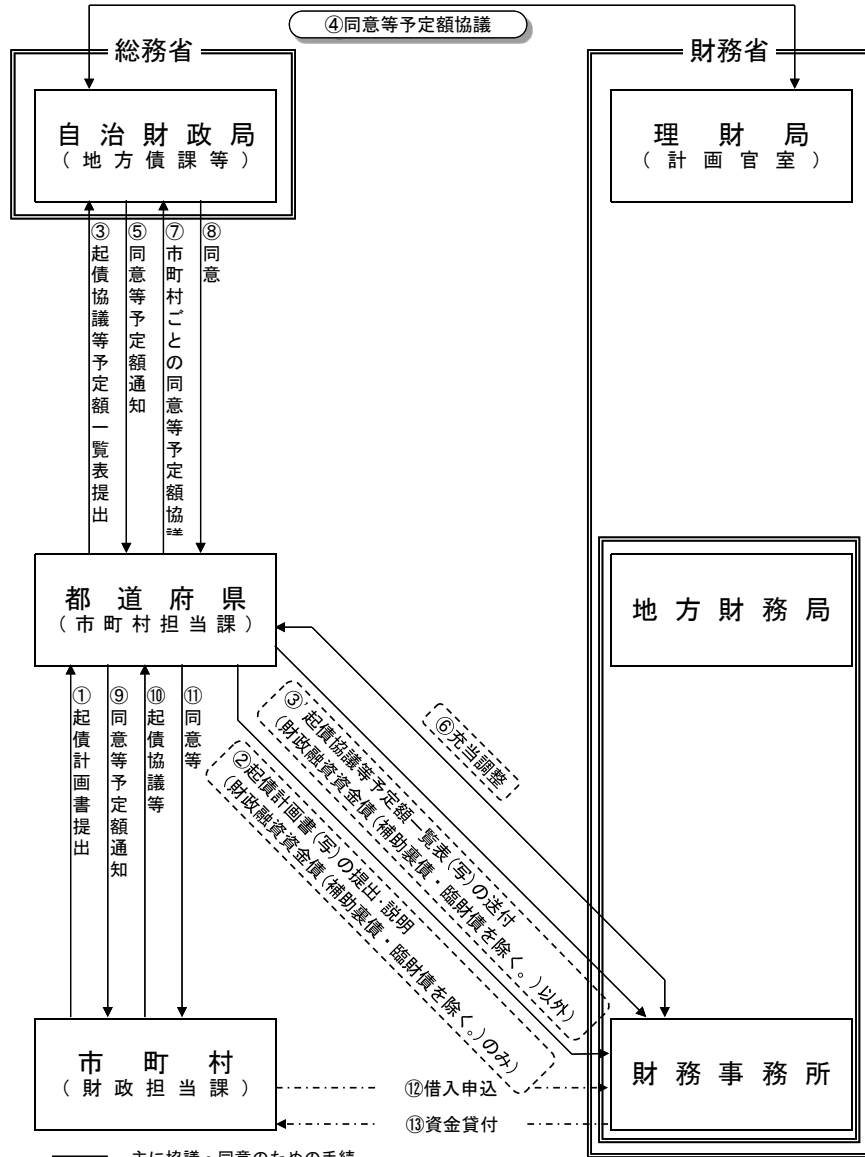 ④同意等予定額協議
総務省
財務省
自治財政局
(地方債課等)
理財局
(計画官室)
③起債協議等予定額一覧表提出
⑤同意等予定額通知
⑦市町村ごとの同意等予定額協議
⑧同意
都道府県
(市町村担当課)
地方財務局
①起債計画書提出
⑨同意等予定額通知
⑩起債協議等
⑪同意等
⑥充当調整
③’起債協議等予定額一覧表(写)の送付
(財政融資資金債(補助裏債・臨財債を除く。)以外)
②起債計画書(写)の提出・説明
(財政融資資金債(補助裏債・臨財債を除く。)のみ)
市町村
(財政担当課)
財務事務所
⑫借入申込
⑬資金貸付
主に協議・同意のための手続